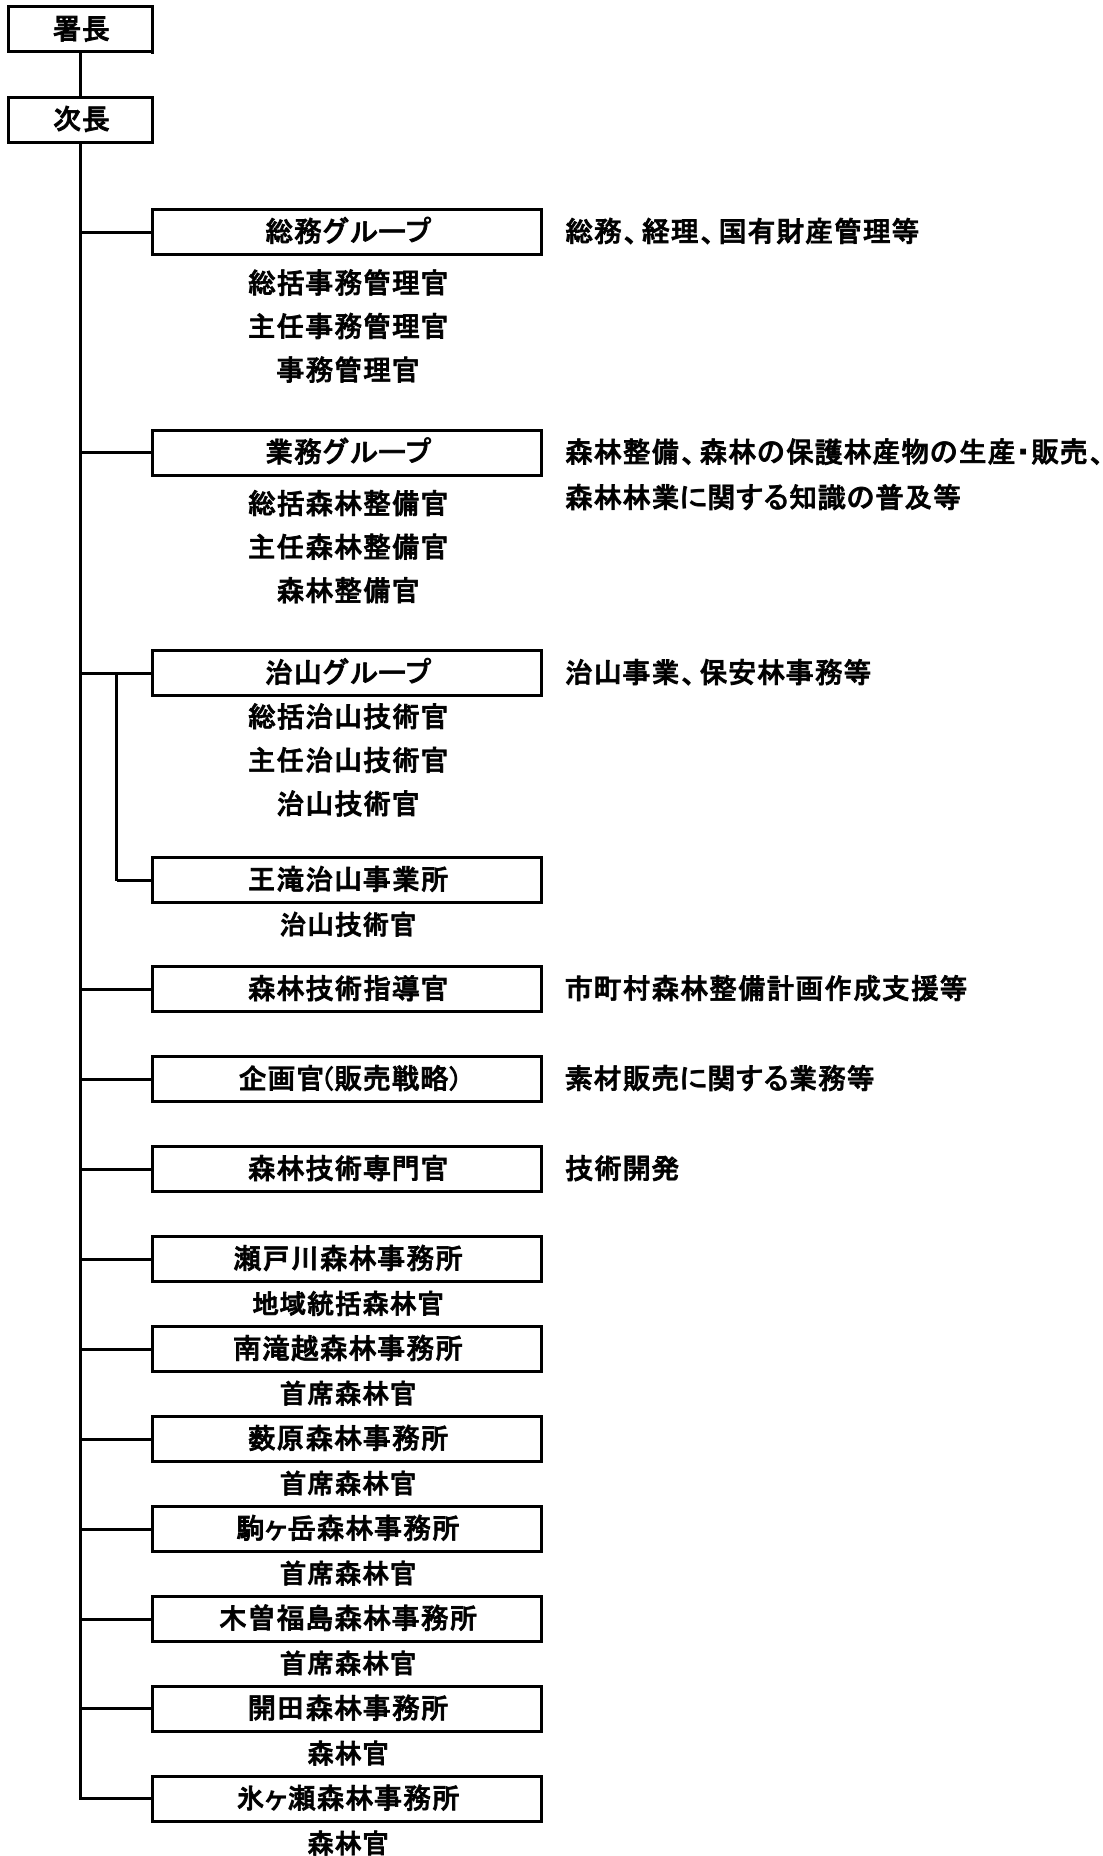 署長
次長
総務グループ
総務、経理、国有財産管理等
総括事務管理官
主任事務管理官
事務管理官
業務グループ
森林整備、森林の保護林産物の生産・販売、
森林林業に関する知識の普及等
総括森林整備官
主任森林整備官
森林整備官
治山グループ
治山事業、保安林事務等
総括治山技術官
主任治山技術官
治山技術官
王滝治山事業所
治山技術官
森林技術指導官
市町村森林整備計画作成支援等
企画官(販売戦略)
素材販売に関する業務等
森林技術専門官
技術開発
瀬戸川森林事務所
地域統括森林官
南滝越森林事務所
首席森林官
薮原森林事務所
首席森林官
駒ヶ岳森林事務所
首席森林官
木曽福島森林事務所
首席森林官
開田森林事務所
森林官
氷ヶ瀬森林事務所
森林官